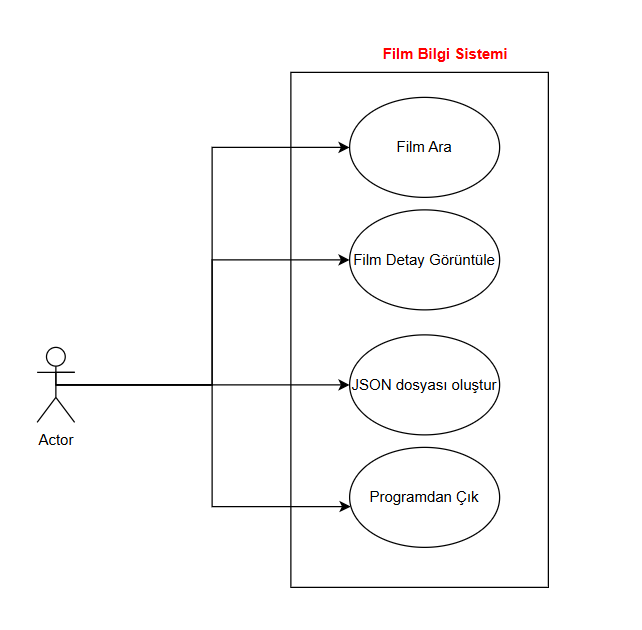 Film Bilgi Sistemi
Film Ara
Film Detay Görüntüle
JSON dosyası oluştur
Actor
Programdan Çık